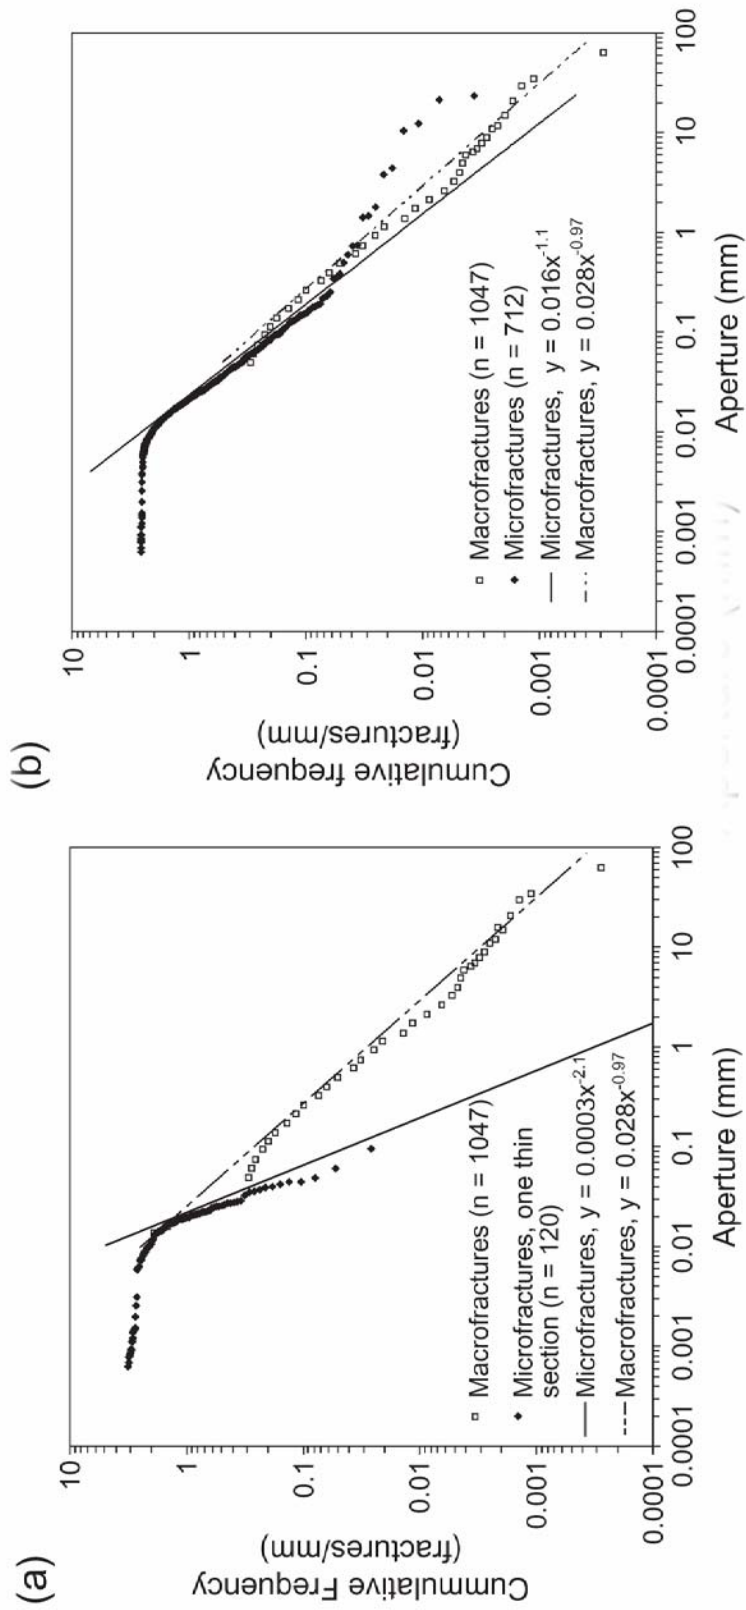 (a)
Cummulative Frequency
(fractures/mm)
10
1
0.1
0.01
0.001
0.0001
□ Macrofractures (n = 1047)
◆ Microfractures, one thin
section (n = 120)
Microfractures, y = 0.0003x^-2.1
Macrofractures, y = 0.028x^-0.97
0.0001 0.001 0.01 0.1 1 10 100
Aperture (mm)
(b)
Cumulative frequency
(fractures/mm)
10
1
0.1
0.01
0.001
0.0001
□ Macrofractures (n = 1047)
◆ Microfractures (n = 712)
Microfractures, y = 0.016x^-1.1
Macrofractures, y = 0.028x^-0.97
0.0001 0.001 0.01 0.1 1 10 100
Aperture (mm)